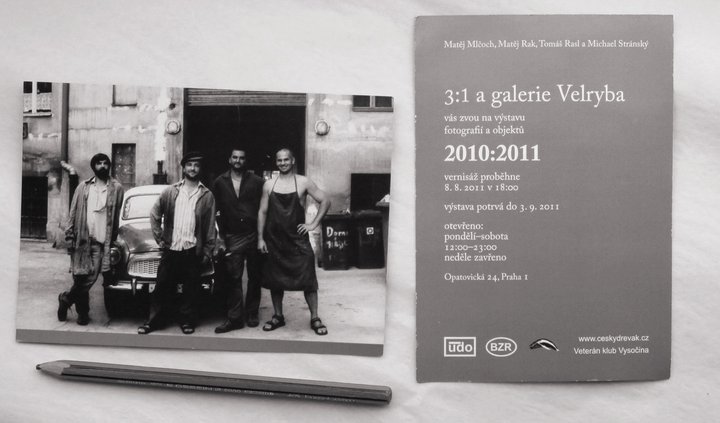 Matěj Mlčoch, Matěj Rak, Tomáš Rasl a Michael Stránský
3:1 a galerie Velryba
vás zvou na výstavu
fotografií a objektů
2010:2011
vernisáž proběhne
8. 8. 2011 v 18:00
výstava potrvá do 3. 9. 2011
otevřeno:
pondělí–sobota
12:00–23:00
neděle zavřeno
Opatovická 24, Praha 1
udo
BZR
www.ceskydrevak.cz
Veterán klub Vysočina